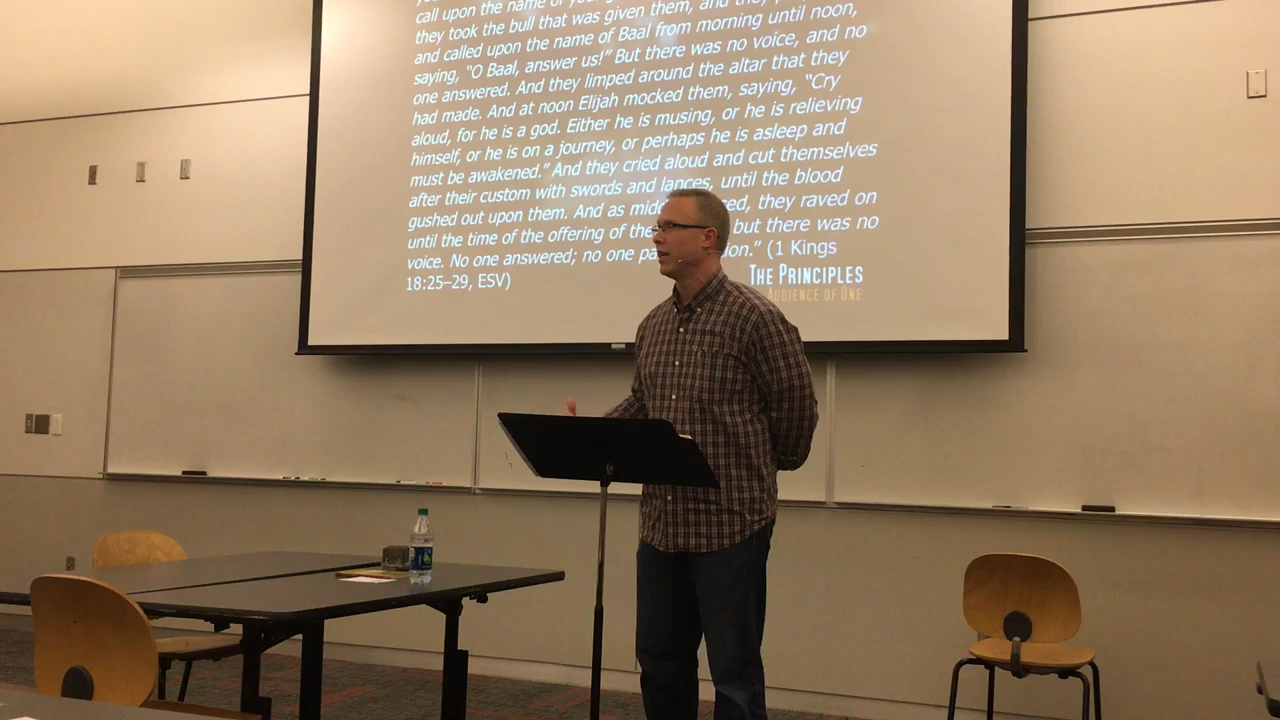 call upon the name of your
they took the bull that was given them, and they
and called upon the name of Baal from morning until noon,
saying, "O Baal, answer us!" But there was no voice, and no
one answered. And they limped around the altar that they
had made. And at noon Elijah mocked them, saying, "Cry
aloud, for he is a god. Either he is musing, or he is relieving
himself, or he is on a journey, or perhaps he is asleep and
must be awakened." And they cried aloud and cut themselves
after their custom with swords and lances, until the blood
gushed out upon them. And as mid ed, they raved on
until the time of the offering of the but there was no
voice. No one answered; no one pa ion." (1 Kings
18:25–29, ESV)
THE PRINCIPLES
AUDIENCE OF ONE